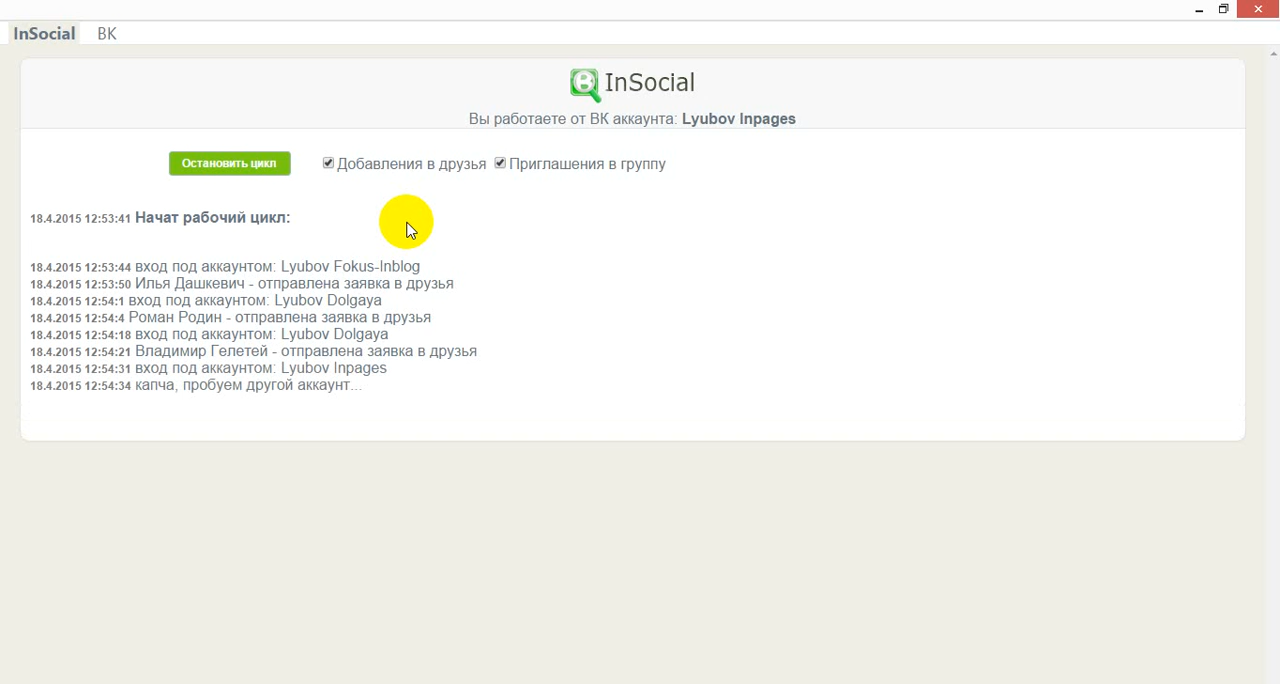 InSocial ВК
InSocial
Вы работаете от ВК аккаунта: Lyubov Inpages
Остановить цикл Добавления в друзья Приглашения в группу
18.4.2015 12:53:41 Начат рабочий цикл:
18.4.2015 12:53:44 вход под аккаунтом: Lyubov Fokus-Inblog
18.4.2015 12:53:50 Илья Дашкевич - отправлена заявка в друзья
18.4.2015 12:54:1 вход под аккаунтом: Lyubov Dolgaya
18.4.2015 12:54:4 Роман Родин - отправлена заявка в друзья
18.4.2015 12:54:18 вход под аккаунтом: Lyubov Dolgaya
18.4.2015 12:54:21 Владимир Гелетей - отправлена заявка в друзья
18.4.2015 12:54:31 вход под аккаунтом: Lyubov Inpages
18.4.2015 12:54:34 капча, пробуем другой аккаунт...